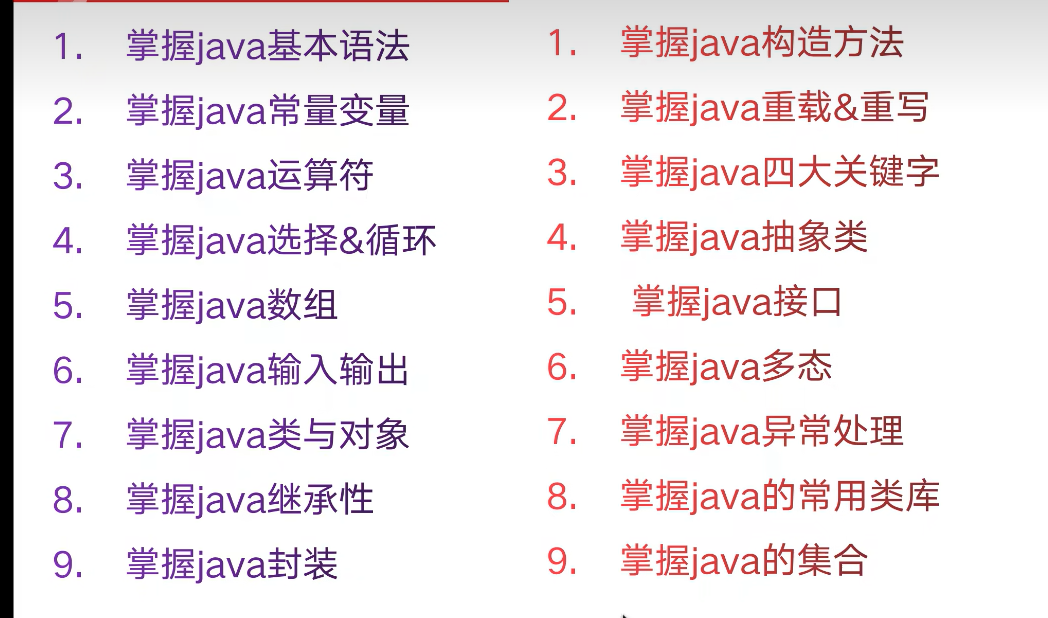 1. 掌握java基本语法
2. 掌握java常量变量
3. 掌握java运算符
4. 掌握java选择&循环
5. 掌握java数组
6. 掌握java输入输出
7. 掌握java类与对象
8. 掌握java继承性
9. 掌握java封装
1. 掌握java构造方法
2. 掌握java重载&重写
3. 掌握java四大关键字
4. 掌握java抽象类
5. 掌握java接口
6. 掌握java多态
7. 掌握java异常处理
8. 掌握java的常用类库
9. 掌握java的集合